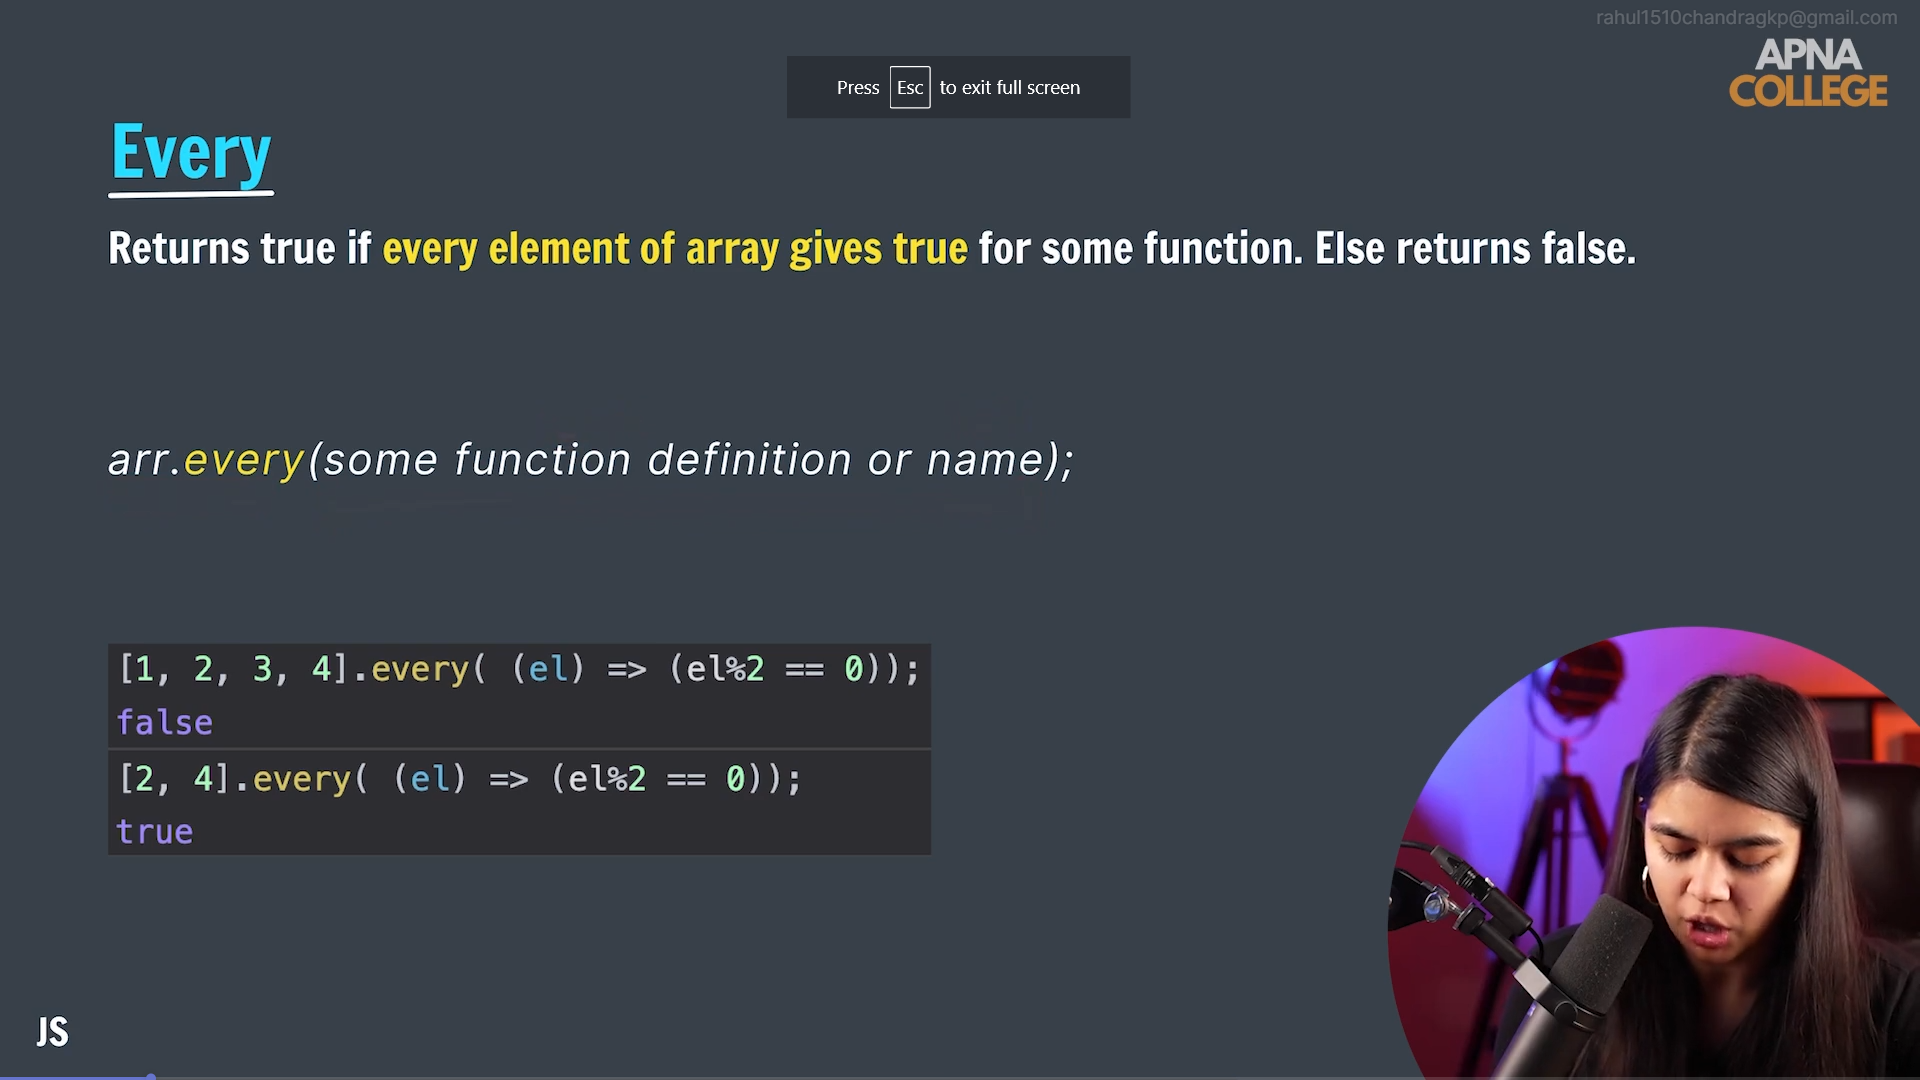 rahul1510chandragkp@gmail.com
APNA
COLLEGE
Press Esc to exit full screen
Every
Returns true if every element of array gives true for some function. Else returns false.
arr.every(some function definition or name);
[1, 2, 3, 4].every( (el) => (el%2 == 0));
false
[2, 4].every( (el) => (el%2 == 0));
true
JS